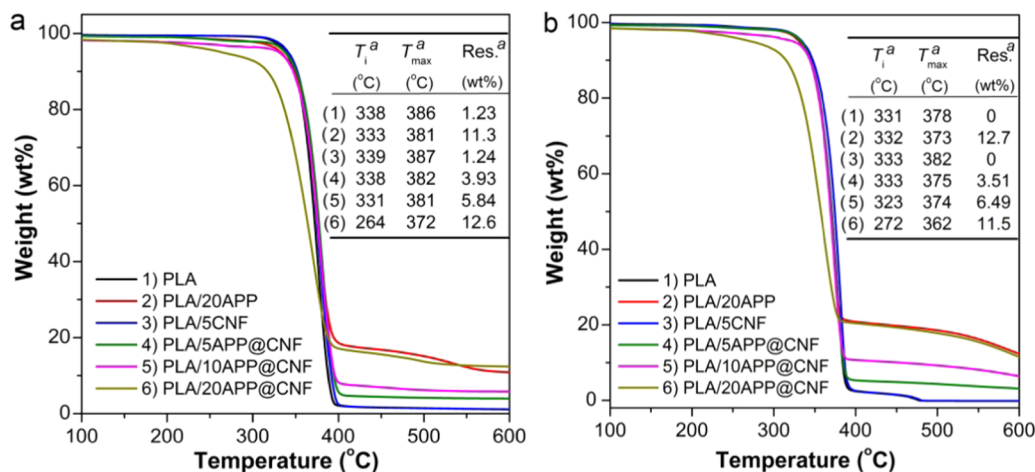 a
Weight (wt%)
100
80
60
40
20
0
T_i^a T_max^a Res.^a
(°C) (°C) (wt%)
(1) 338 386 1.23
(2) 333 381 11.3
(3) 339 387 1.24
(4) 338 382 3.93
(5) 331 381 5.84
(6) 264 372 12.6
1) PLA
2) PLA/20APP
3) PLA/5CNF
4) PLA/5APP@CNF
5) PLA/10APP@CNF
6) PLA/20APP@CNF
100 200 300 400 500 600
Temperature (°C)
b
Weight (wt%)
100
80
60
40
20
0
T_i^a T_max^a Res.^a
(°C) (°C) (wt%)
(1) 331 378 0
(2) 332 373 12.7
(3) 333 382 0
(4) 333 375 3.51
(5) 323 374 6.49
(6) 272 362 11.5
1) PLA
2) PLA/20APP
3) PLA/5CNF
4) PLA/5APP@CNF
5) PLA/10APP@CNF
6) PLA/20APP@CNF
100 200 300 400 500 600
Temperature (°C)